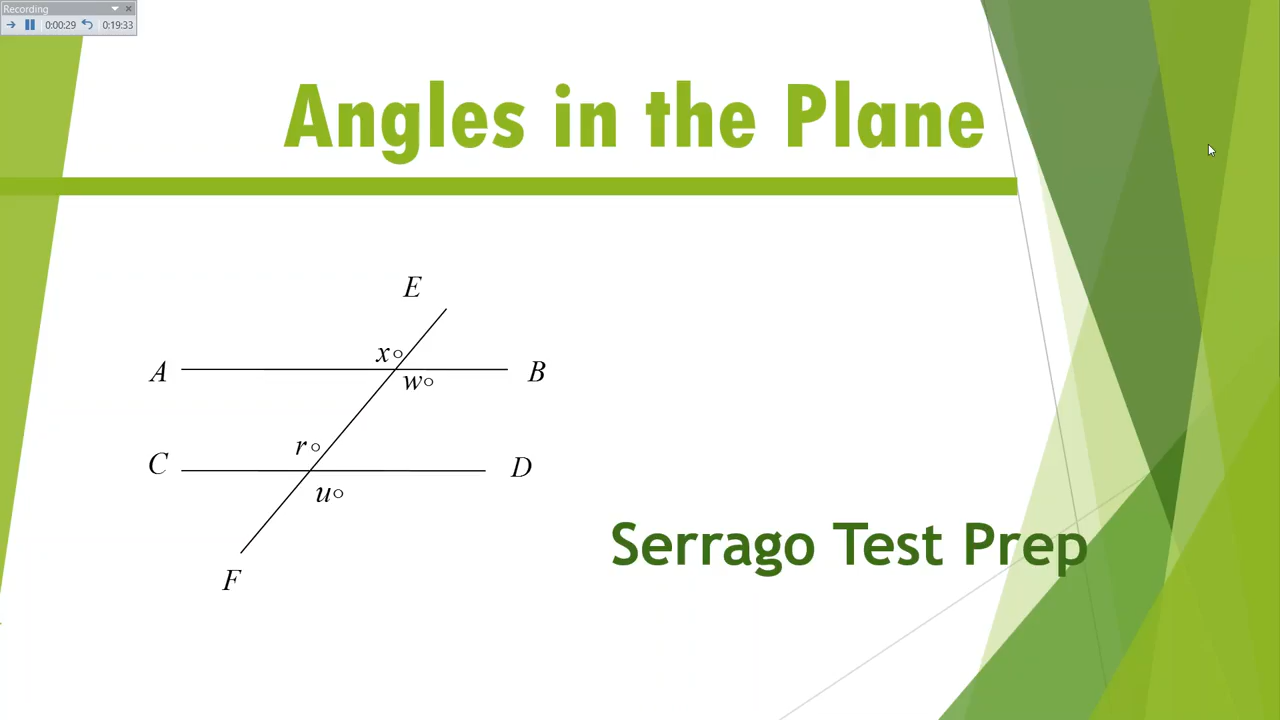 Recording
0:00:29 0:19:33
Angles in the Plane
E
x°
A B
w°
r°
C D
u°
Serrago Test Prep
F